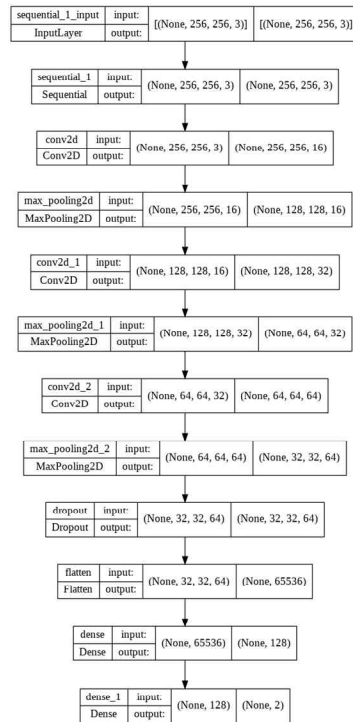 sequential_1_input input: [(None, 256, 256, 3)] [(None, 256, 256, 3)]
InputLayer output:
sequential_1 input: (None, 256, 256, 3) (None, 256, 256, 3)
Sequential output:
conv2d input: (None, 256, 256, 3) (None, 256, 256, 16)
Conv2D output:
max_pooling2d input: (None, 256, 256, 16) (None, 128, 128, 16)
MaxPooling2D output:
conv2d_1 input: (None, 128, 128, 16) (None, 128, 128, 32)
Conv2D output:
max_pooling2d_1 input: (None, 128, 128, 32) (None, 64, 64, 32)
MaxPooling2D output:
conv2d_2 input: (None, 64, 64, 32) (None, 64, 64, 64)
Conv2D output:
max_pooling2d_2 input: (None, 64, 64, 64) (None, 32, 32, 64)
MaxPooling2D output:
dropout input: (None, 32, 32, 64) (None, 32, 32, 64)
Dropout output:
flatten input: (None, 32, 32, 64) (None, 65536)
Flatten output:
dense input: (None, 65536) (None, 128)
Dense output:
dense_1 input: (None, 128) (None, 2)
Dense output: